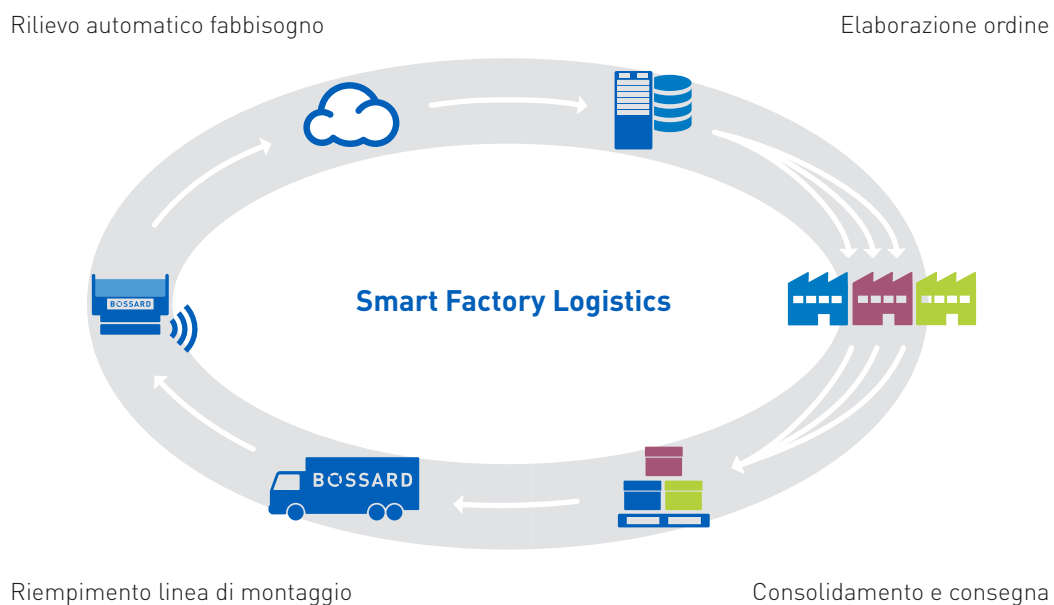 Rilievo automatico fabbisogno
Elaborazione ordine
BOSSARD
Smart Factory Logistics
BOSSARD
Riempimento linea di montaggio
Consolidamento e consegna